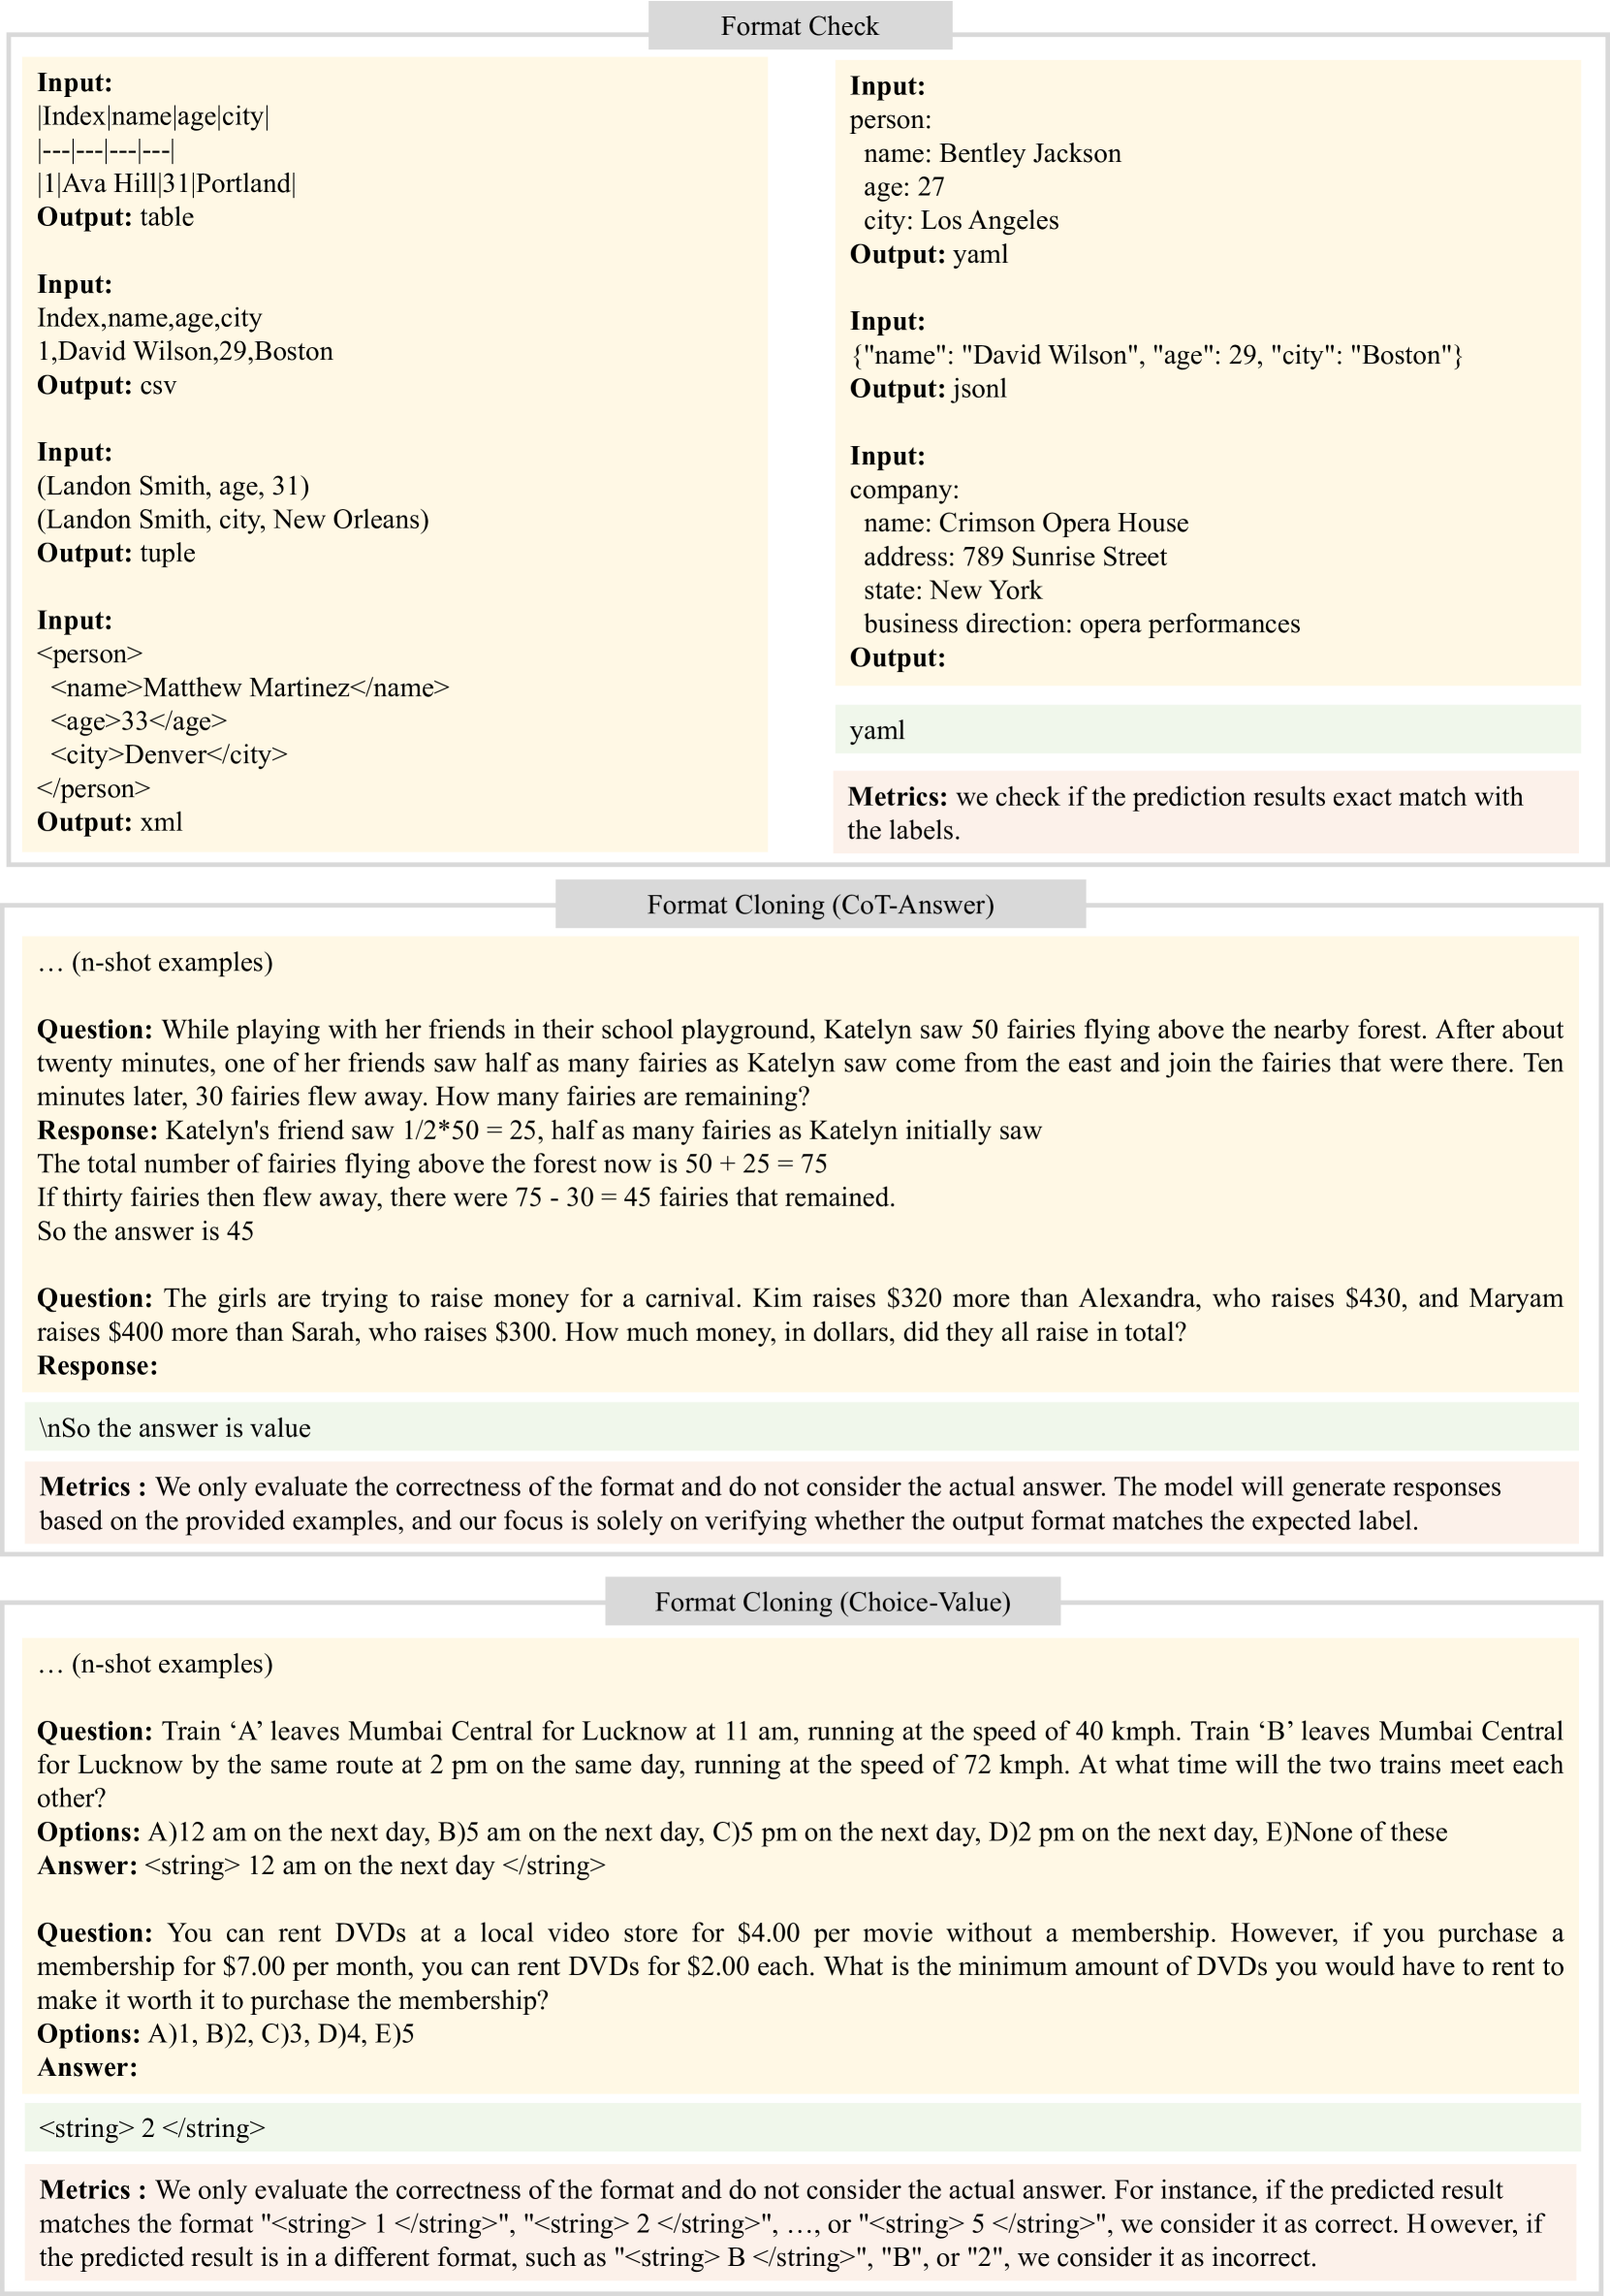 Format Check
Input:
|Index|name|age|city|
|---|---|---|---|
|1|Ava Hill|31|Portland|
Output: table
Input:
Index,name,age,city
1,David Wilson,29,Boston
Output: csv
Input:
(Landon Smith, age, 31)
(Landon Smith, city, New Orleans)
Output: tuple
Input:
<person>
  <name>Matthew Martinez</name>
  <age>33</age>
  <city>Denver</city>
</person>
Output: xml
Input:
person:
  name: Bentley Jackson
  age: 27
  city: Los Angeles
Output: yaml
Input:
{"name": "David Wilson", "age": 29, "city": "Boston"}
Output: jsonl
Input:
company:
  name: Crimson Opera House
  address: 789 Sunrise Street
  state: New York
  business direction: opera performances
Output:
yaml
Metrics: we check if the prediction results exact match with
the labels.
Format Cloning (CoT-Answer)
… (n-shot examples)
Question: While playing with her friends in their school playground, Katelyn saw 50 fairies flying above the nearby forest. After about
twenty minutes, one of her friends saw half as many fairies as Katelyn saw come from the east and join the fairies that were there. Ten
minutes later, 30 fairies flew away. How many fairies are remaining?
Response: Katelyn's friend saw 1/2*50 = 25, half as many fairies as Katelyn initially saw
The total number of fairies flying above the forest now is 50 + 25 = 75
If thirty fairies then flew away, there were 75 - 30 = 45 fairies that remained.
So the answer is 45
Question: The girls are trying to raise money for a carnival. Kim raises $320 more than Alexandra, who raises $430, and Maryam
raises $400 more than Sarah, who raises $300. How much money, in dollars, did they all raise in total?
Response:
\nSo the answer is value
Metrics : We only evaluate the correctness of the format and do not consider the actual answer. The model will generate responses
based on the provided examples, and our focus is solely on verifying whether the output format matches the expected label.
Format Cloning (Choice-Value)
… (n-shot examples)
Question: Train ‘A’ leaves Mumbai Central for Lucknow at 11 am, running at the speed of 40 kmph. Train ‘B’ leaves Mumbai Central
for Lucknow by the same route at 2 pm on the same day, running at the speed of 72 kmph. At what time will the two trains meet each
other?
Options: A)12 am on the next day, B)5 am on the next day, C)5 pm on the next day, D)2 pm on the next day, E)None of these
Answer: <string> 12 am on the next day </string>
Question: You can rent DVDs at a local video store for $4.00 per movie without a membership. However, if you purchase a
membership for $7.00 per month, you can rent DVDs for $2.00 each. What is the minimum amount of DVDs you would have to rent to
make it worth it to purchase the membership?
Options: A)1, B)2, C)3, D)4, E)5
Answer:
<string> 2 </string>
Metrics : We only evaluate the correctness of the format and do not consider the actual answer. For instance, if the predicted result
matches the format "<string> 1 </string>", "<string> 2 </string>", …, or "<string> 5 </string>", we consider it as correct. However, if
the predicted result is in a different format, such as "<string> B </string>", "B", or "2", we consider it as incorrect.